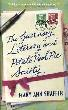 The Guernsey
Literary and
Potato Peel Pie
Society
MARY ANN SHAFFER